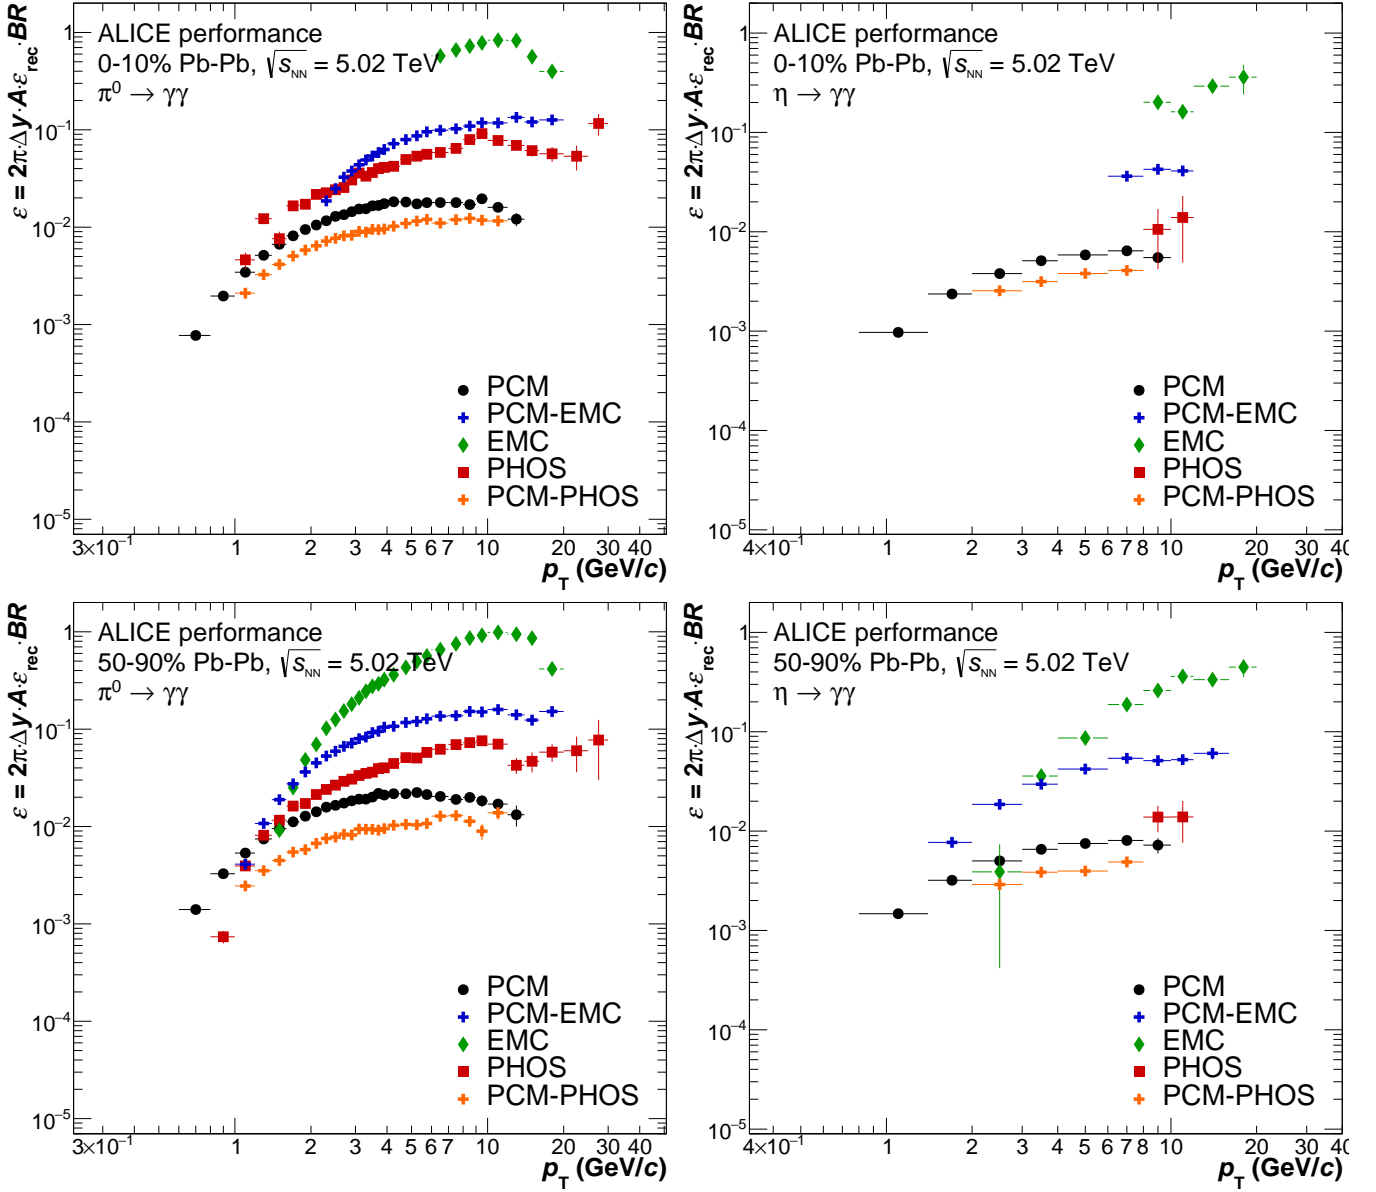 ALICE performance
0-10% Pb-Pb, √s_NN = 5.02 TeV
π⁰ → γγ
ε = 2π·Δy·A·ε_rec·BR
1
10⁻¹
10⁻²
10⁻³
10⁻⁴
10⁻⁵
PCM
PCM-EMC
EMC
PHOS
PCM-PHOS
3×10⁻¹ 1 2 3 4 5 6 7 10 20 30 40
p_T (GeV/c)
ALICE performance
0-10% Pb-Pb, √s_NN = 5.02 TeV
η → γγ
ε = 2π·Δy·A·ε_rec·BR
1
10⁻¹
10⁻²
10⁻³
10⁻⁴
10⁻⁵
PCM
PCM-EMC
EMC
PHOS
PCM-PHOS
4×10⁻¹ 1 2 3 4 5 6 7 8 10 20 30 40
p_T (GeV/c)
ALICE performance
50-90% Pb-Pb, √s_NN = 5.02 TeV
π⁰ → γγ
ε = 2π·Δy·A·ε_rec·BR
1
10⁻¹
10⁻²
10⁻³
10⁻⁴
10⁻⁵
PCM
PCM-EMC
EMC
PHOS
PCM-PHOS
3×10⁻¹ 1 2 3 4 5 6 7 10 20 30 40
p_T (GeV/c)
ALICE performance
50-90% Pb-Pb, √s_NN = 5.02 TeV
η → γγ
ε = 2π·Δy·A·ε_rec·BR
1
10⁻¹
10⁻²
10⁻³
10⁻⁴
10⁻⁵
PCM
PCM-EMC
EMC
PHOS
PCM-PHOS
4×10⁻¹ 1 2 3 4 5 6 7 8 10 20 30 40
p_T (GeV/c)